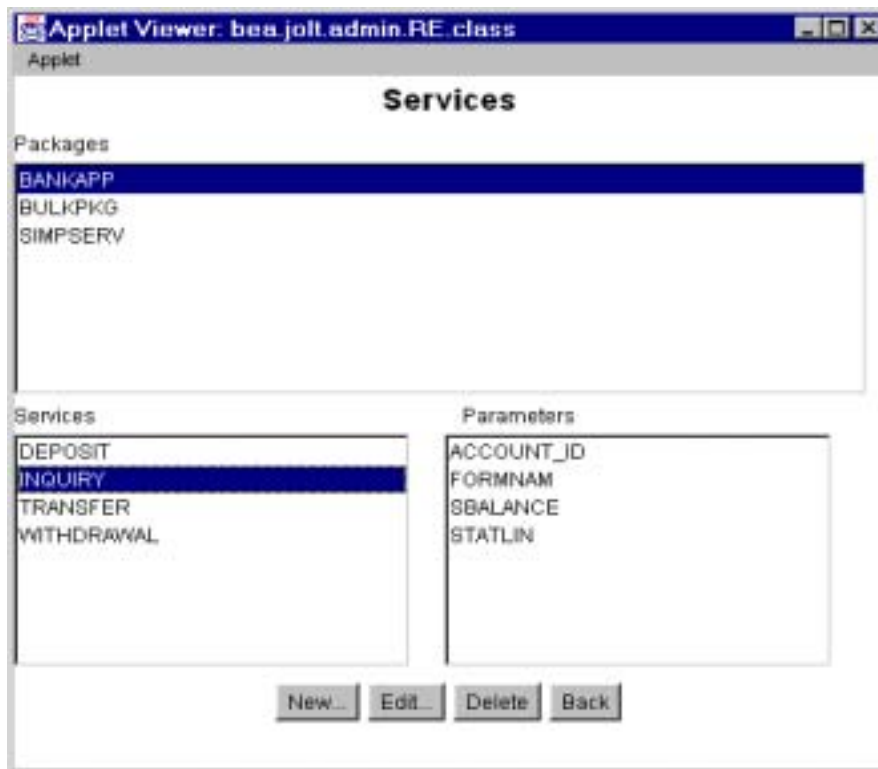 Applet Viewer: bea.jolt.admin.RE.class
Applet
Services
Packages
BANKAPP
BULKPKG
SIMPSERV
Services
Parameters
DEPOSIT
INQUIRY
TRANSFER
WITHDRAWAL
ACCOUNT_ID
FORMNAM
SBALANCE
STATLIN
New... Edit... Delete Back